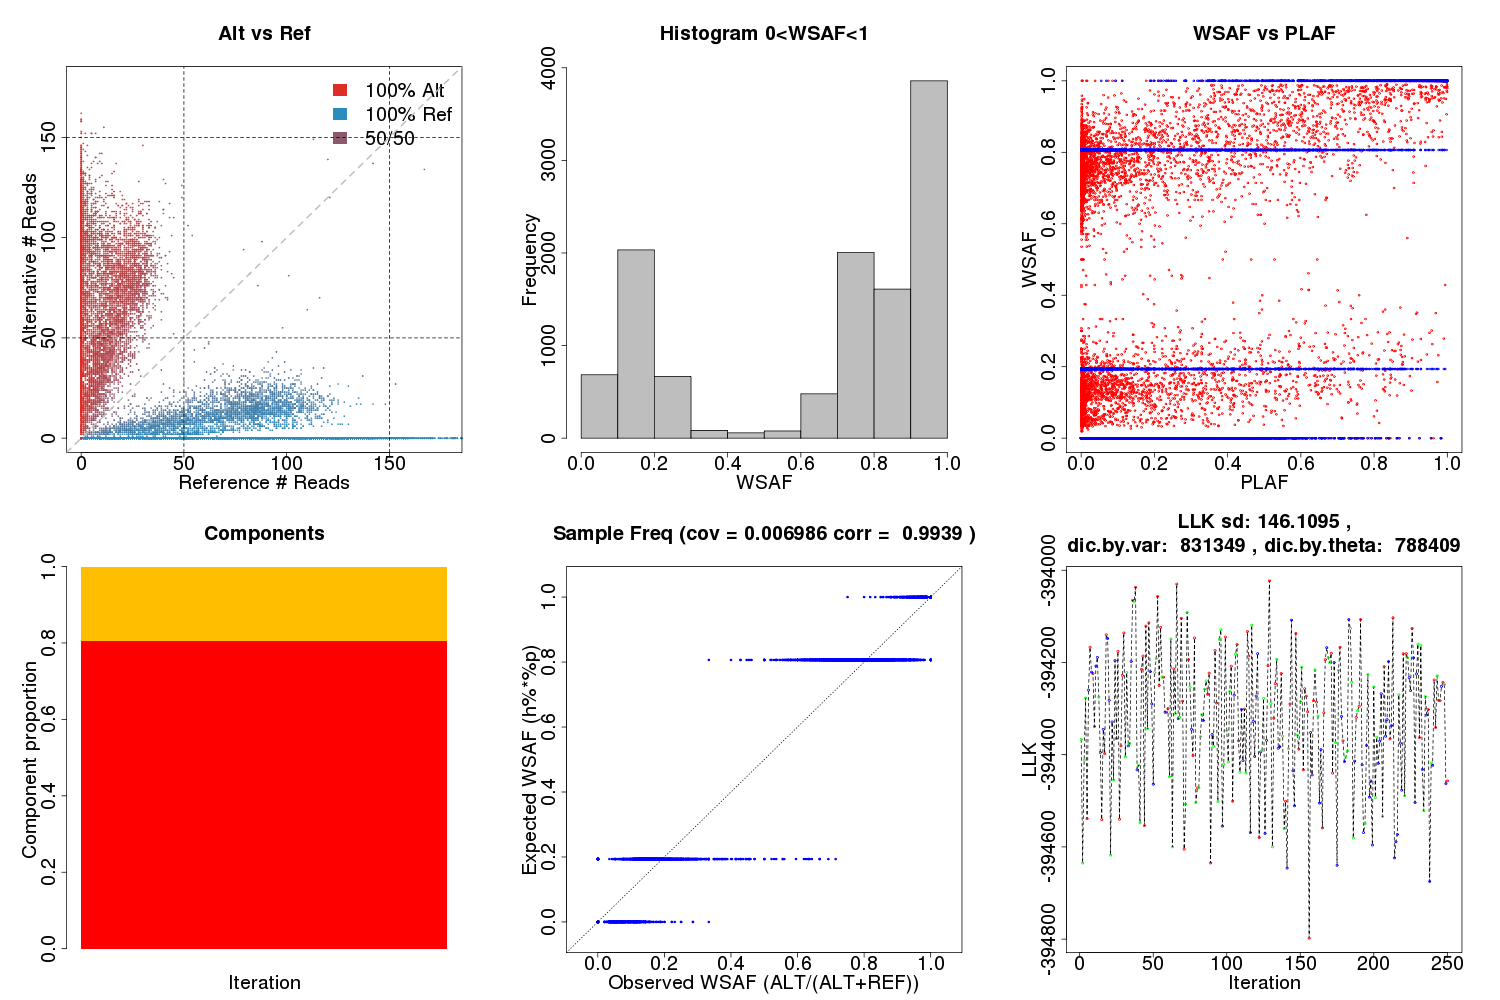 Alt vs Ref
100% Alt
100% Ref
50/50
Alternative # Reads
0 50 100 150
0 50 100 150
Reference # Reads
Histogram 0<WSAF<1
Frequency
0 1000 2000 3000 4000
0.0 0.2 0.4 0.6 0.8 1.0
WSAF
WSAF vs PLAF
WSAF
0.0 0.2 0.4 0.6 0.8 1.0
0.0 0.2 0.4 0.6 0.8 1.0
PLAF
Components
Component proportion
0.0 0.2 0.4 0.6 0.8 1.0
Iteration
Sample Freq (cov = 0.006986 corr = 0.9939 )
Expected WSAF (h%*%p)
0.0 0.2 0.4 0.6 0.8 1.0
0.0 0.2 0.4 0.6 0.8 1.0
Observed WSAF (ALT/(ALT+REF))
LLK sd: 146.1095 ,
dic.by.var: 831349 , dic.by.theta: 788409
LLK
-394800 -394600 -394400 -394200 -394000
0 50 100 150 200 250
Iteration